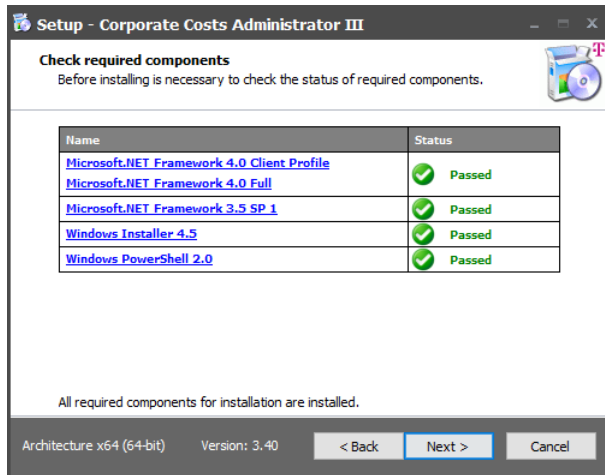 Setup - Corporate Costs Administrator III
Check required components
Before installing is necessary to check the status of required components.
T
Name Status
Microsoft.NET Framework 4.0 Client Profile
Microsoft.NET Framework 4.0 Full
Passed
Microsoft.NET Framework 3.5 SP 1 Passed
Windows Installer 4.5 Passed
Windows PowerShell 2.0 Passed
All required components for installation are installed.
Architecture x64 (64-bit) Version: 3.40 < Back Next > Cancel